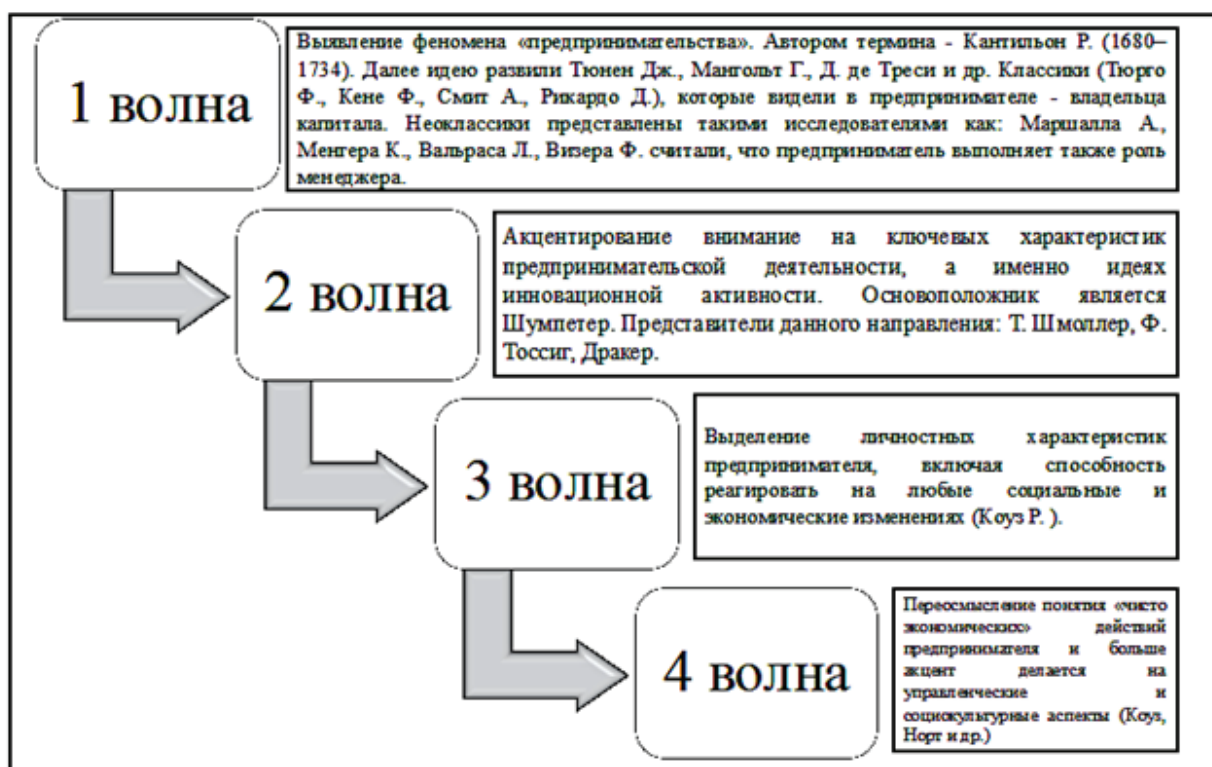 1 волна
Выявление феномена «предпринимательства». Автором термина - Кантильон Р. (1680–
1734). Далее идею развили Тюнен Дж., Мангольт Г., Д. де Треси и др. Классики (Тюрго
Ф., Кене Ф., Смит А., Рикардо Д.), которые видели в предпринимателе - владельца
капитала. Неоклассики представлены такими исследователями как: Маршалла А.,
Менгера К., Вальраса Л., Визера Ф. считали, что предприниматель выполняет также роль
менеджера.
2 волна
Акцентирование внимание на ключевых характеристик
предпринимательской деятельности, а именно идеях
инновационной активности. Основоположник является
Шумпетер. Представители данного направления: Т. Шмоллер, Ф.
Тоссиг, Дракер.
3 волна
Выделение личностных характеристик
предпринимателя, включая способность
реагировать на любые социальные и
экономические изменениях (Коуз Р. ).
4 волна
Переосмысление понятия «чисто
экономических» действий
предпринимателя и больше
акцент делается на
управленческие и
социокультурные аспекты (Коуз,
Норт и др.)